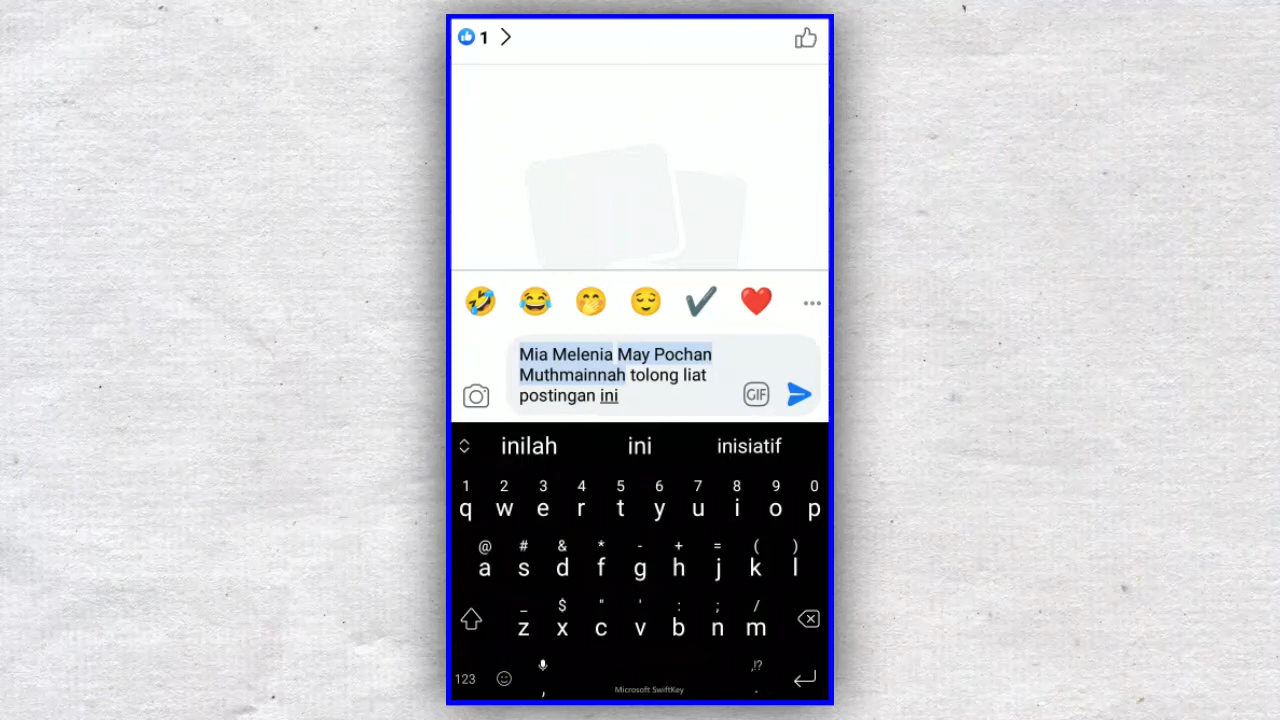 1
Mia Melenia May Pochan
Muthmainnah tolong liat
postingan ini
GIF
inilah ini inisiatif
1 2 3 4 5 6 7 8 9 0
q w e r t y u i o p
@ # & * - + = ( )
a s d f g h j k l
_ $ " ' : ; /
z x c v b n m
,!?
123 , .
Microsoft SwiftKey